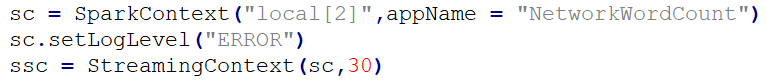 sc = SparkContext("local[2]",appName = "NetworkWordCount")
sc.setLogLevel("ERROR")
ssc = StreamingContext(sc,30)